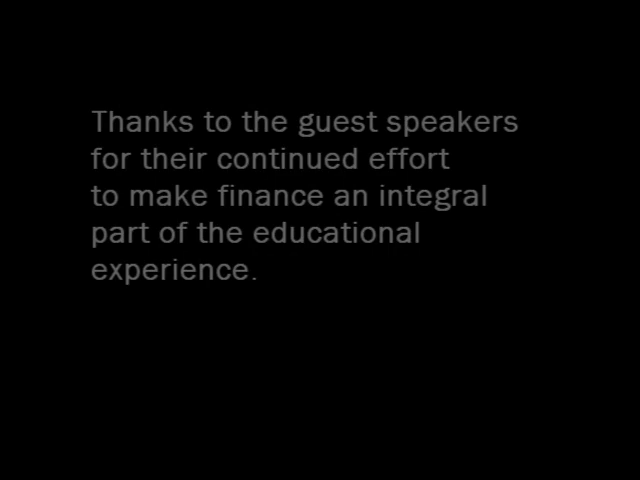 Thanks to the guest speakers
for their continued effort
to make finance an integral
part of the educational
experience.